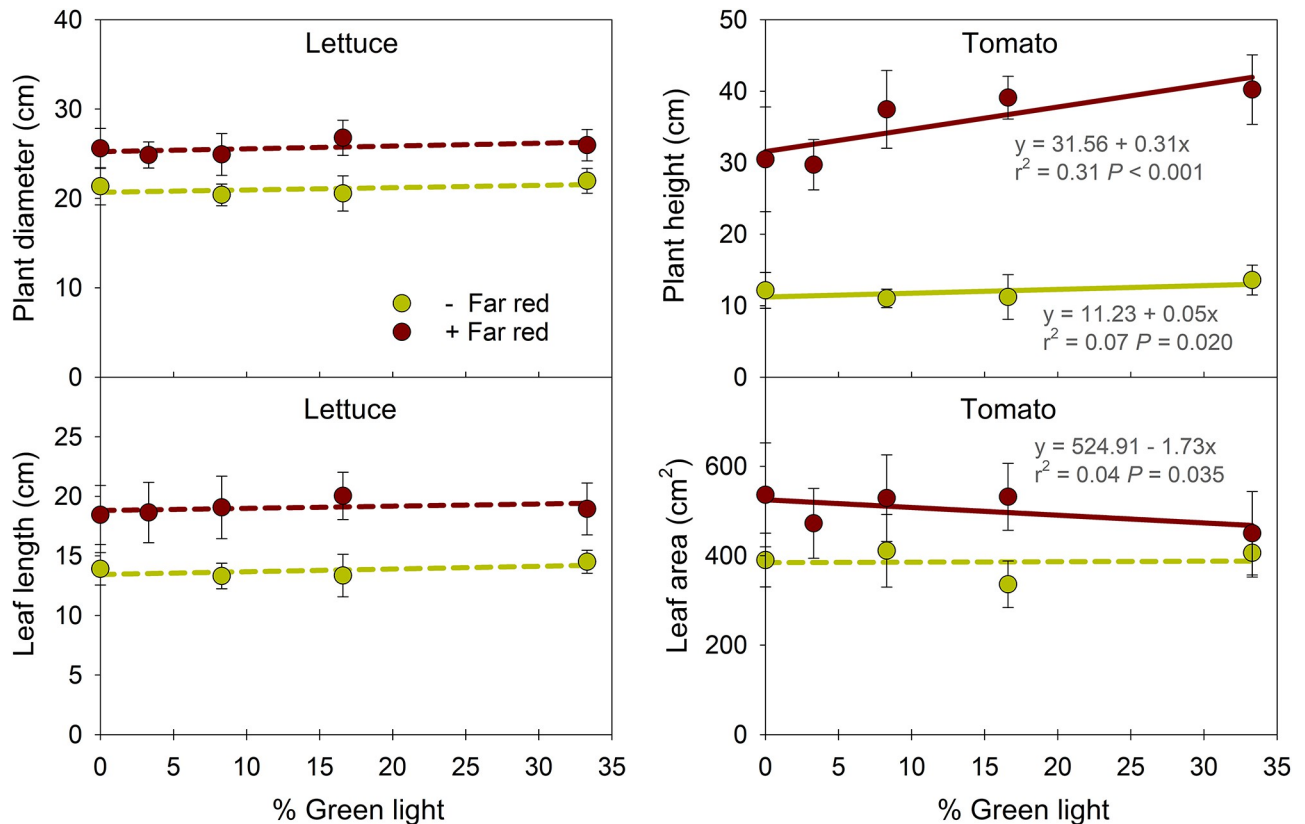 Lettuce
Plant diameter (cm)
40
30
20
10
0
- Far red
+ Far red
Tomato
Plant height (cm)
50
40
30
20
10
0
y = 31.56 + 0.31x
r² = 0.31 P < 0.001
y = 11.23 + 0.05x
r² = 0.07 P = 0.020
Lettuce
Leaf length (cm)
25
20
15
10
5
0
0 5 10 15 20 25 30 35
% Green light
Tomato
Leaf area (cm²)
600
400
200
0
y = 524.91 - 1.73x
r² = 0.04 P = 0.035
0 5 10 15 20 25 30 35
% Green light